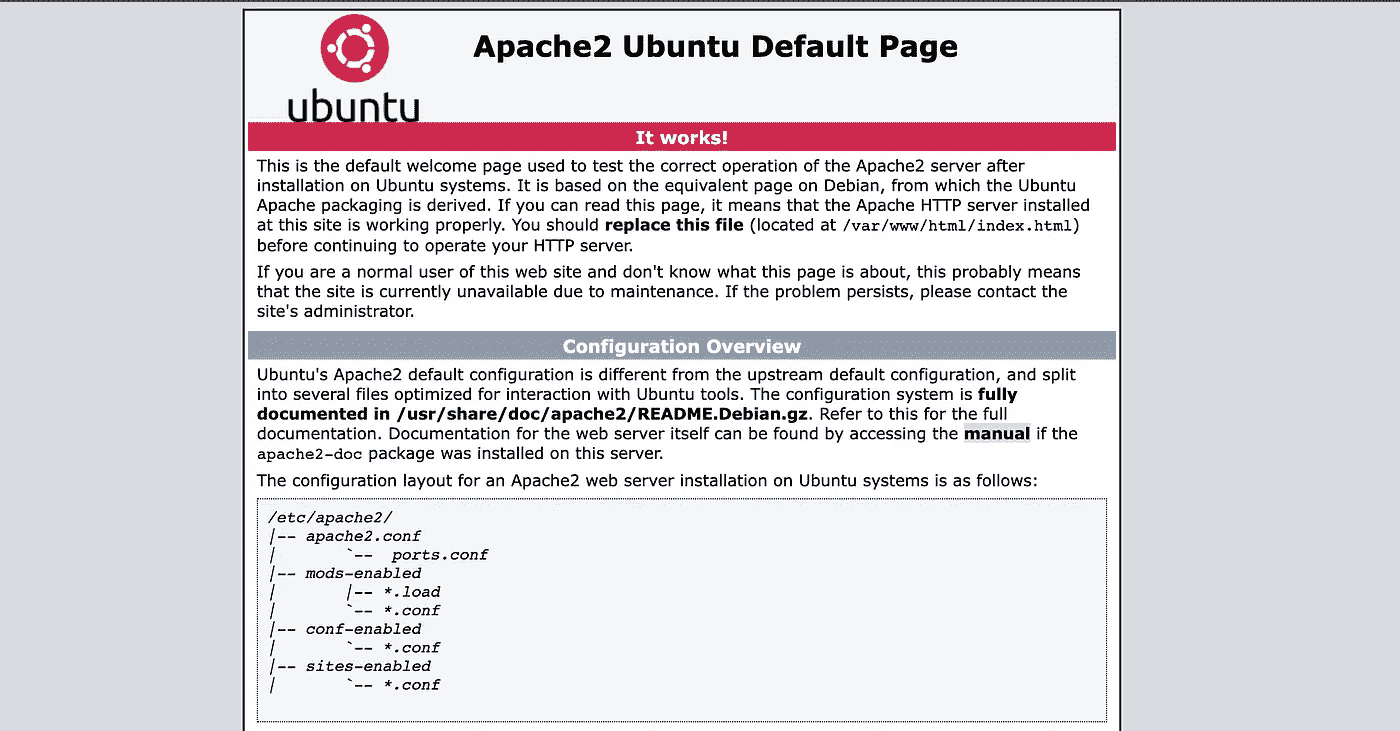 Apache2 Ubuntu Default Page
ubuntu
It works!
This is the default welcome page used to test the correct operation of the Apache2 server after
installation on Ubuntu systems. It is based on the equivalent page on Debian, from which the Ubuntu
Apache packaging is derived. If you can read this page, it means that the Apache HTTP server installed
at this site is working properly. You should replace this file (located at /var/www/html/index.html)
before continuing to operate your HTTP server.
If you are a normal user of this web site and don't know what this page is about, this probably means
that the site is currently unavailable due to maintenance. If the problem persists, please contact the
site's administrator.
Configuration Overview
Ubuntu's Apache2 default configuration is different from the upstream default configuration, and split
into several files optimized for interaction with Ubuntu tools. The configuration system is fully
documented in /usr/share/doc/apache2/README.Debian.gz. Refer to this for the full
documentation. Documentation for the web server itself can be found by accessing the manual if the
apache2-doc package was installed on this server.
The configuration layout for an Apache2 web server installation on Ubuntu systems is as follows:
/etc/apache2/
|-- apache2.conf
|       `--  ports.conf
|-- mods-enabled
|       |-- *.load
|       `-- *.conf
|-- conf-enabled
|       `-- *.conf
|-- sites-enabled
|       `-- *.conf